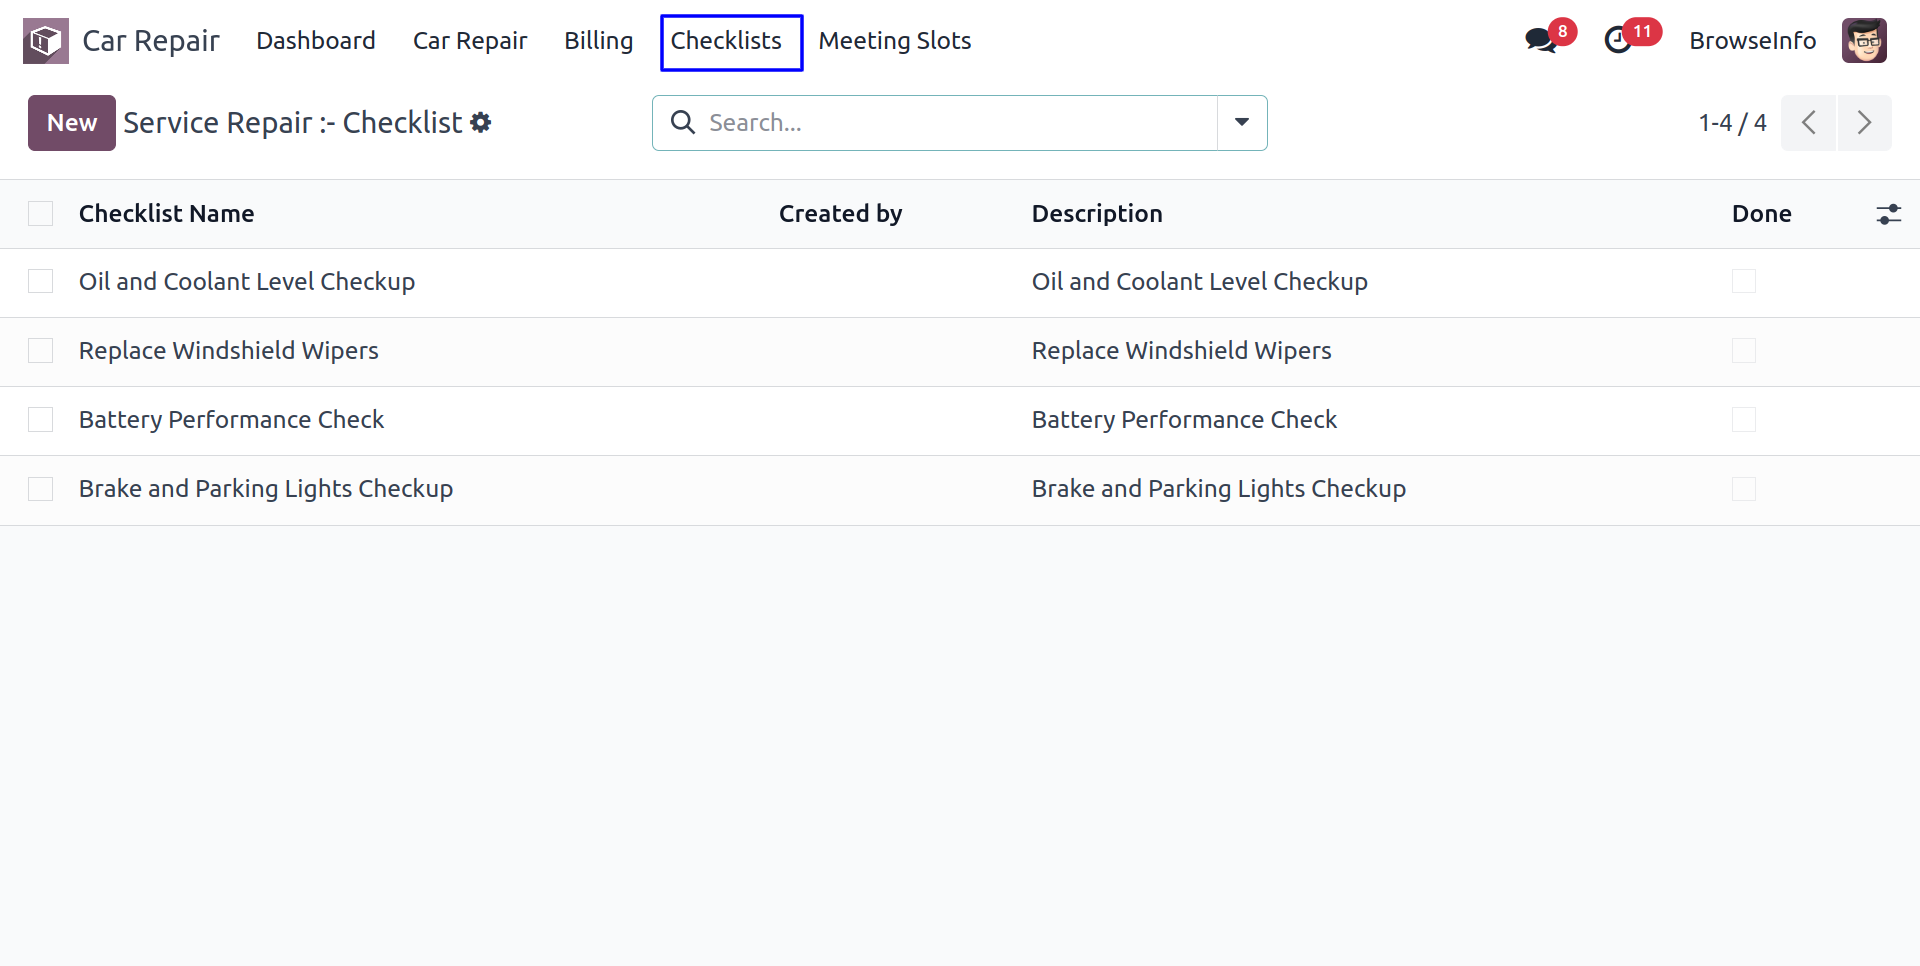 Car Repair Dashboard Car Repair Billing Checklists Meeting Slots 8 11 BrowseInfo
New Service Repair :- Checklist Search... 1-4 / 4
Checklist Name Created by Description Done
Oil and Coolant Level Checkup Oil and Coolant Level Checkup
Replace Windshield Wipers Replace Windshield Wipers
Battery Performance Check Battery Performance Check
Brake and Parking Lights Checkup Brake and Parking Lights Checkup